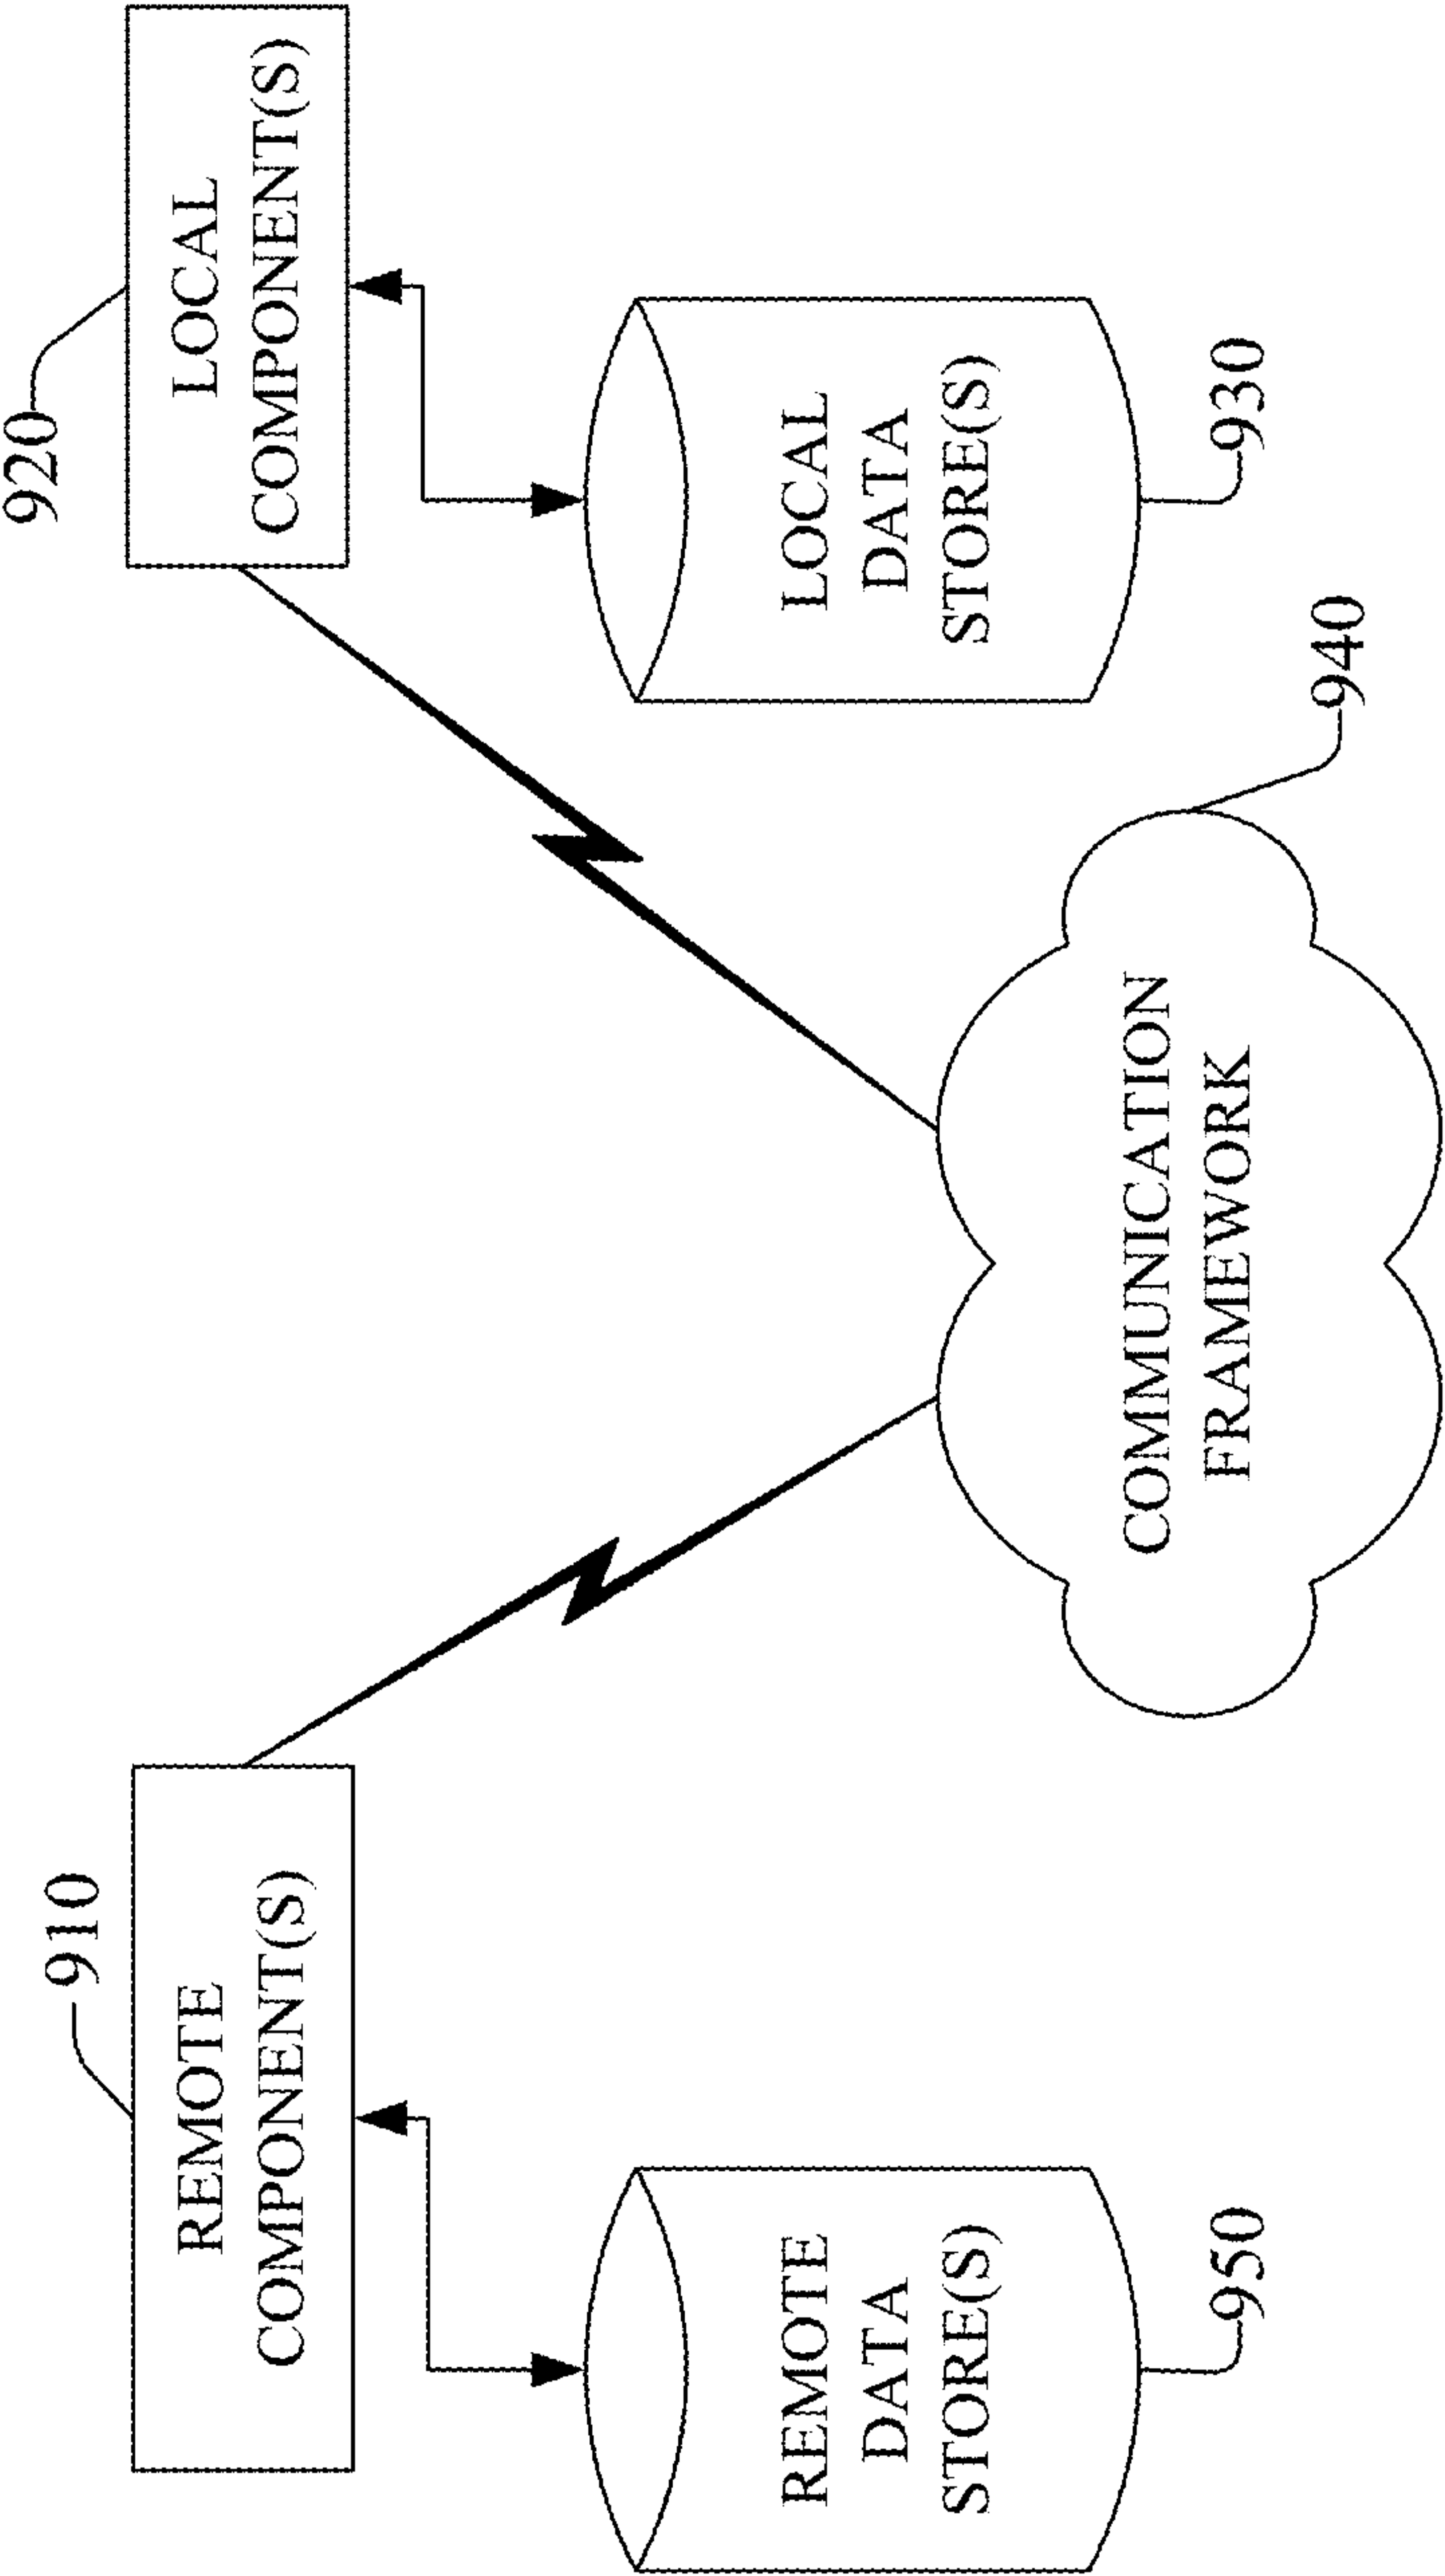 910
REMOTE
COMPONENT(S)
920
LOCAL
COMPONENT(S)
REMOTE
DATA
STORE(S)
950
COMMUNICATION
FRAMEWORK
940
LOCAL
DATA
STORE(S)
930